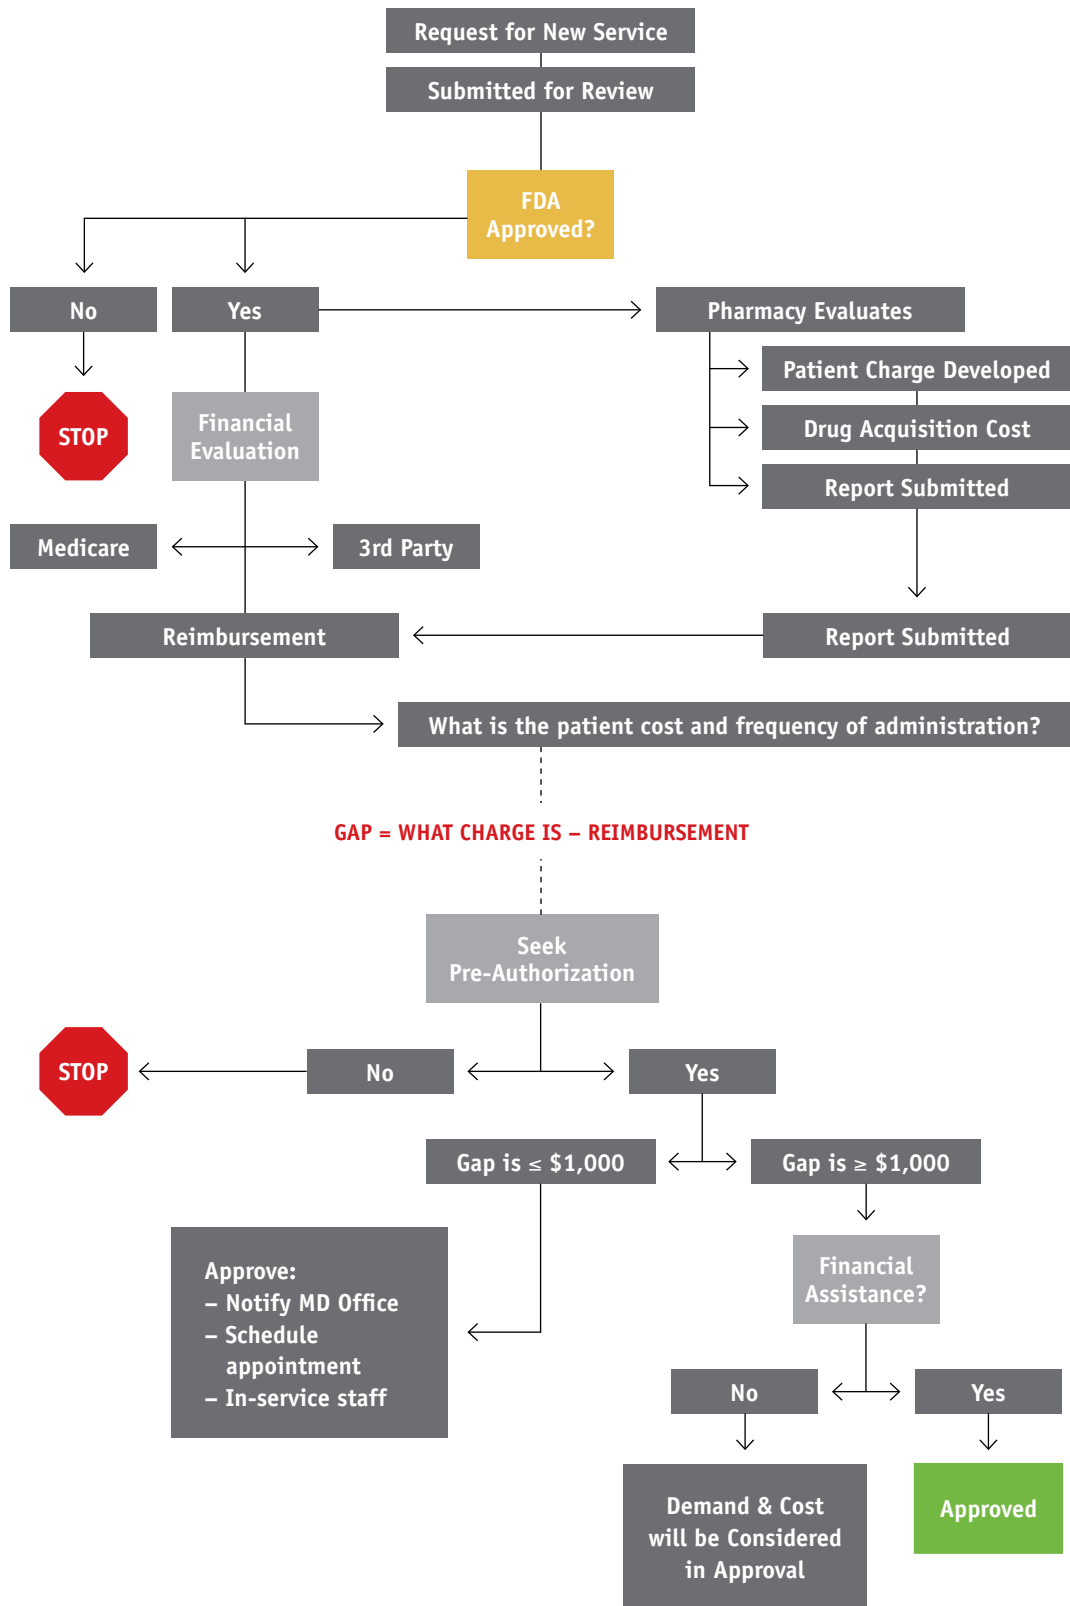 Request for New Service
Submitted for Review
FDA
Approved?
No
Yes
Pharmacy Evaluates
Patient Charge Developed
Drug Acquisition Cost
Report Submitted
STOP
Financial
Evaluation
Medicare
3rd Party
Reimbursement
Report Submitted
What is the patient cost and frequency of administration?
GAP = WHAT CHARGE IS – REIMBURSEMENT
Seek
Pre-Authorization
STOP
No
Yes
Gap is ≤ $1,000
Gap is ≥ $1,000
Approve:
– Notify MD Office
– Schedule
appointment
– In-service staff
Financial
Assistance?
No
Yes
Demand & Cost
will be Considered
in Approval
Approved